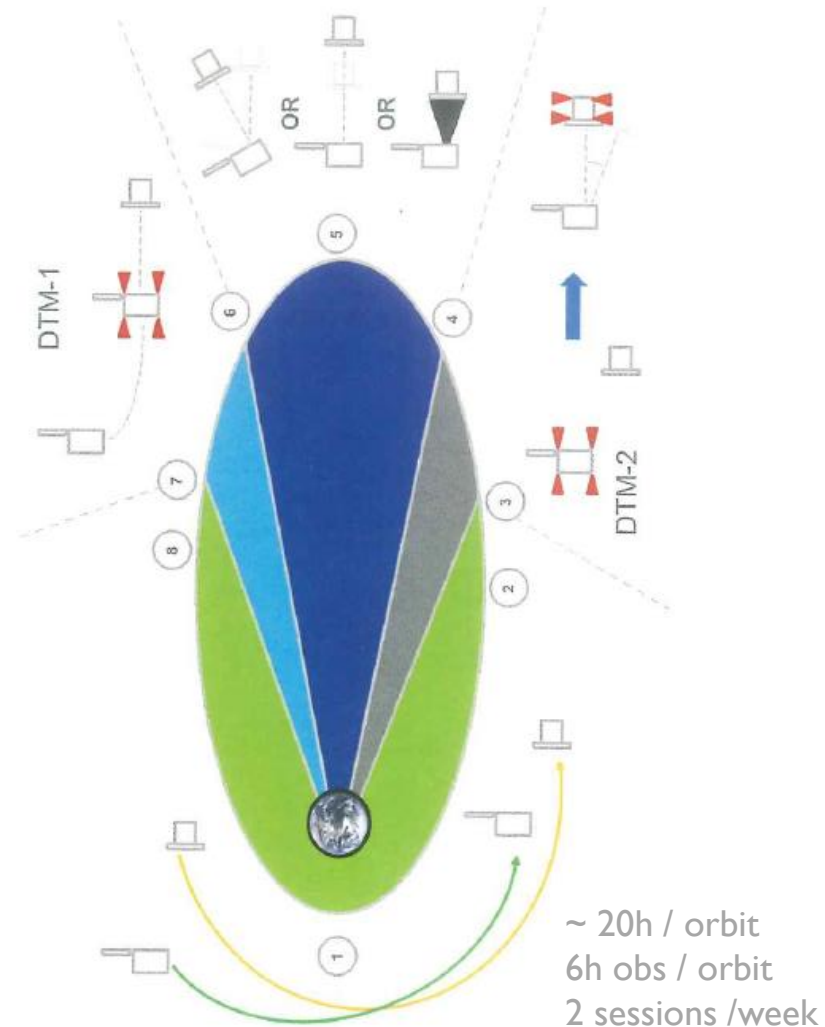 OR
OR
DTM-1
5
6
4
7
3
8
2
DTM-2
1
~ 20h / orbit
6h obs / orbit
2 sessions /week